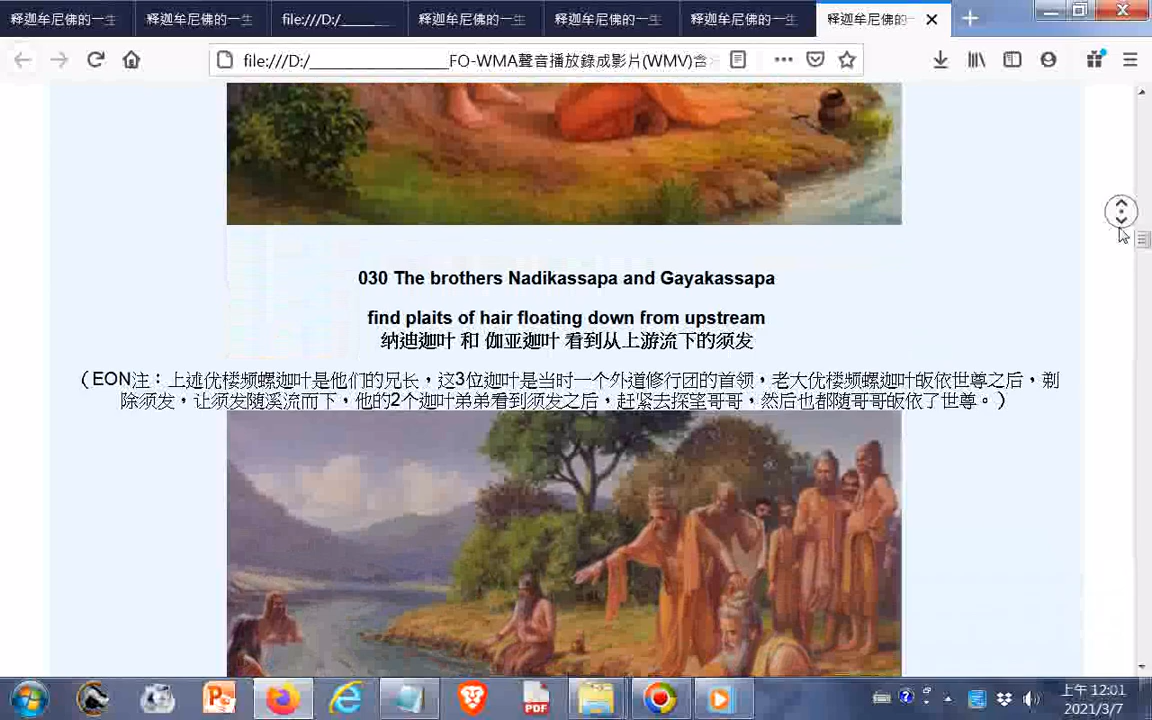 释迦牟尼佛的一生
释迦牟尼佛的一生
file:///D:/______
释迦牟尼佛的一生
释迦牟尼佛的一生
释迦牟尼佛的一生
释迦牟尼佛的一
file:///D:/__________________FO-WMA聲音播放錄成影片(WMV)含
030 The brothers Nadikassapa and Gayakassapa
find plaits of hair floating down from upstream
纳迪迦叶 和 伽亚迦叶 看到从上游流下的须发
（EON注：上述优楼频螺迦叶是他们的兄长，这3位迦叶是当时一个外道修行团的首领，老大优楼频螺迦叶皈依世尊之后，剃
除须发，让须发随溪流而下，他的2个迦叶弟弟看到须发之后，赶紧去探望哥哥，然后也都随哥哥皈依了世尊。）
PDF
上午 12:01
2021/3/7